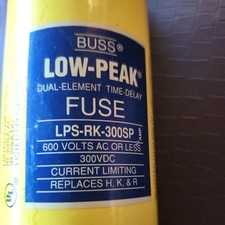 BUSS®
LOW-PEAK®
DUAL-ELEMENT TIME-DELAY
FUSE
LPS-RK-300SP
600 VOLTS AC OR LESS
300VDC
CURRENT LIMITING
REPLACES H, K, & R